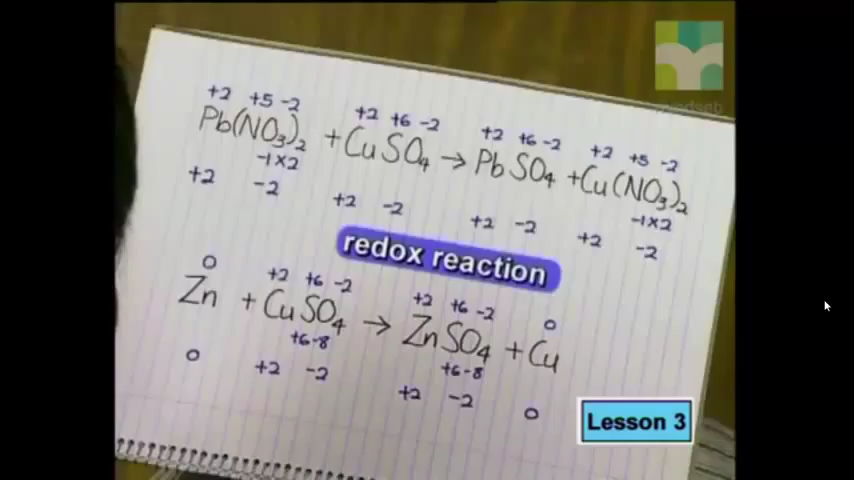 +2 +5 -2 +2 +6 -2 +2 +6 -2 +2 +5 -2
Pb(NO₃)₂ + CuSO₄ → PbSO₄ + Cu(NO₃)₂
-1×2 -1×2
+2 -2 +2 -2 +2 -2 +2 -2
redox reaction
0 +2 +6 -2 +2 +6 -2 0
Zn + CuSO₄ → ZnSO₄ + Cu
+6-8 +6-8
0 +2 -2 +2 -2 0
Lesson 3